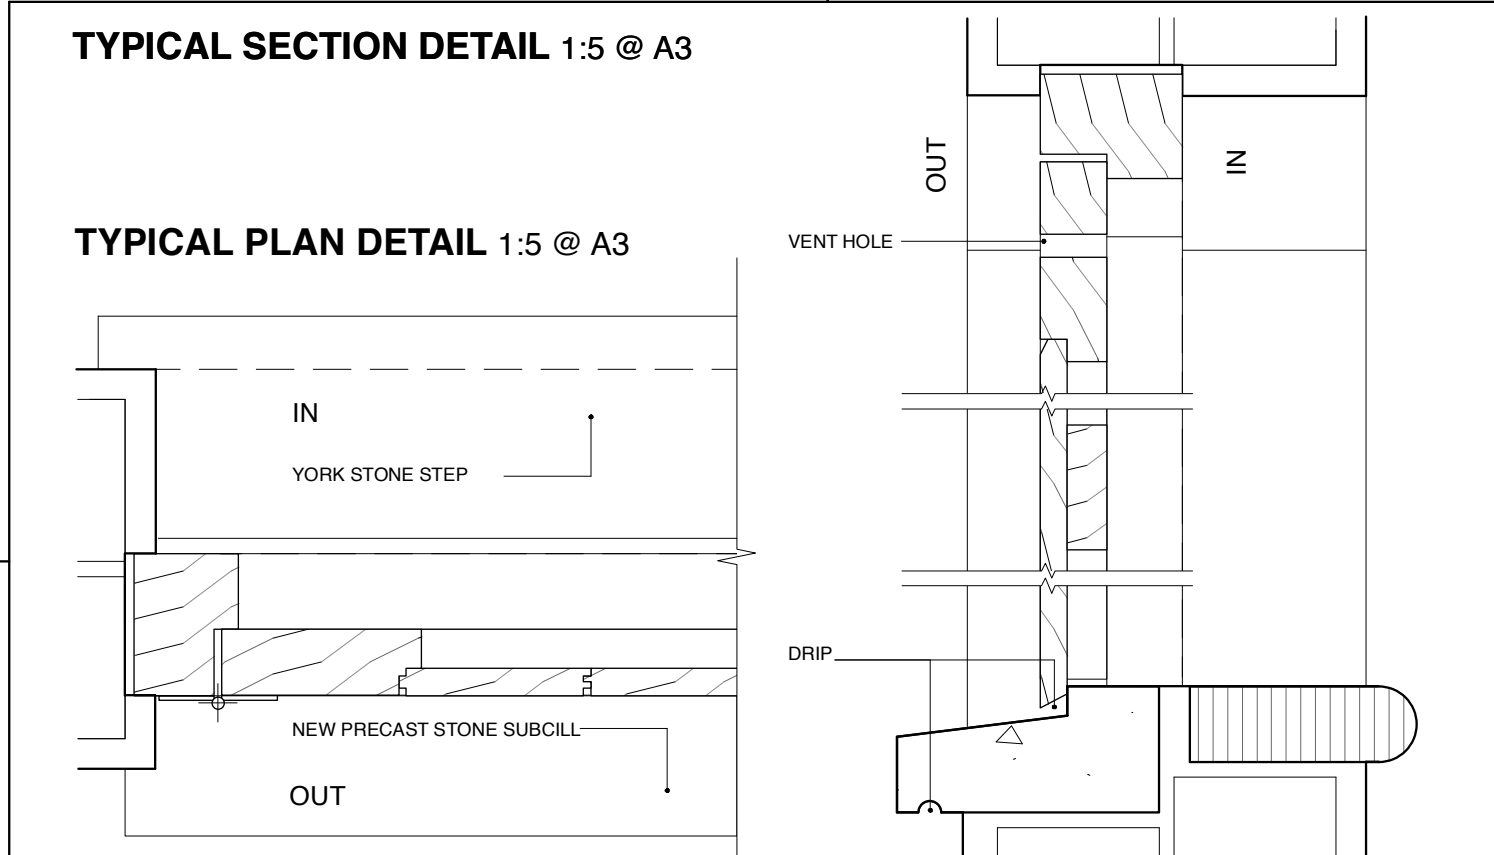 TYPICAL SECTION DETAIL 1:5 @ A3
TYPICAL PLAN DETAIL 1:5 @ A3
IN
YORK STONE STEP
NEW PRECAST STONE SUBCILL
OUT
OUT
IN
VENT HOLE
DRIP